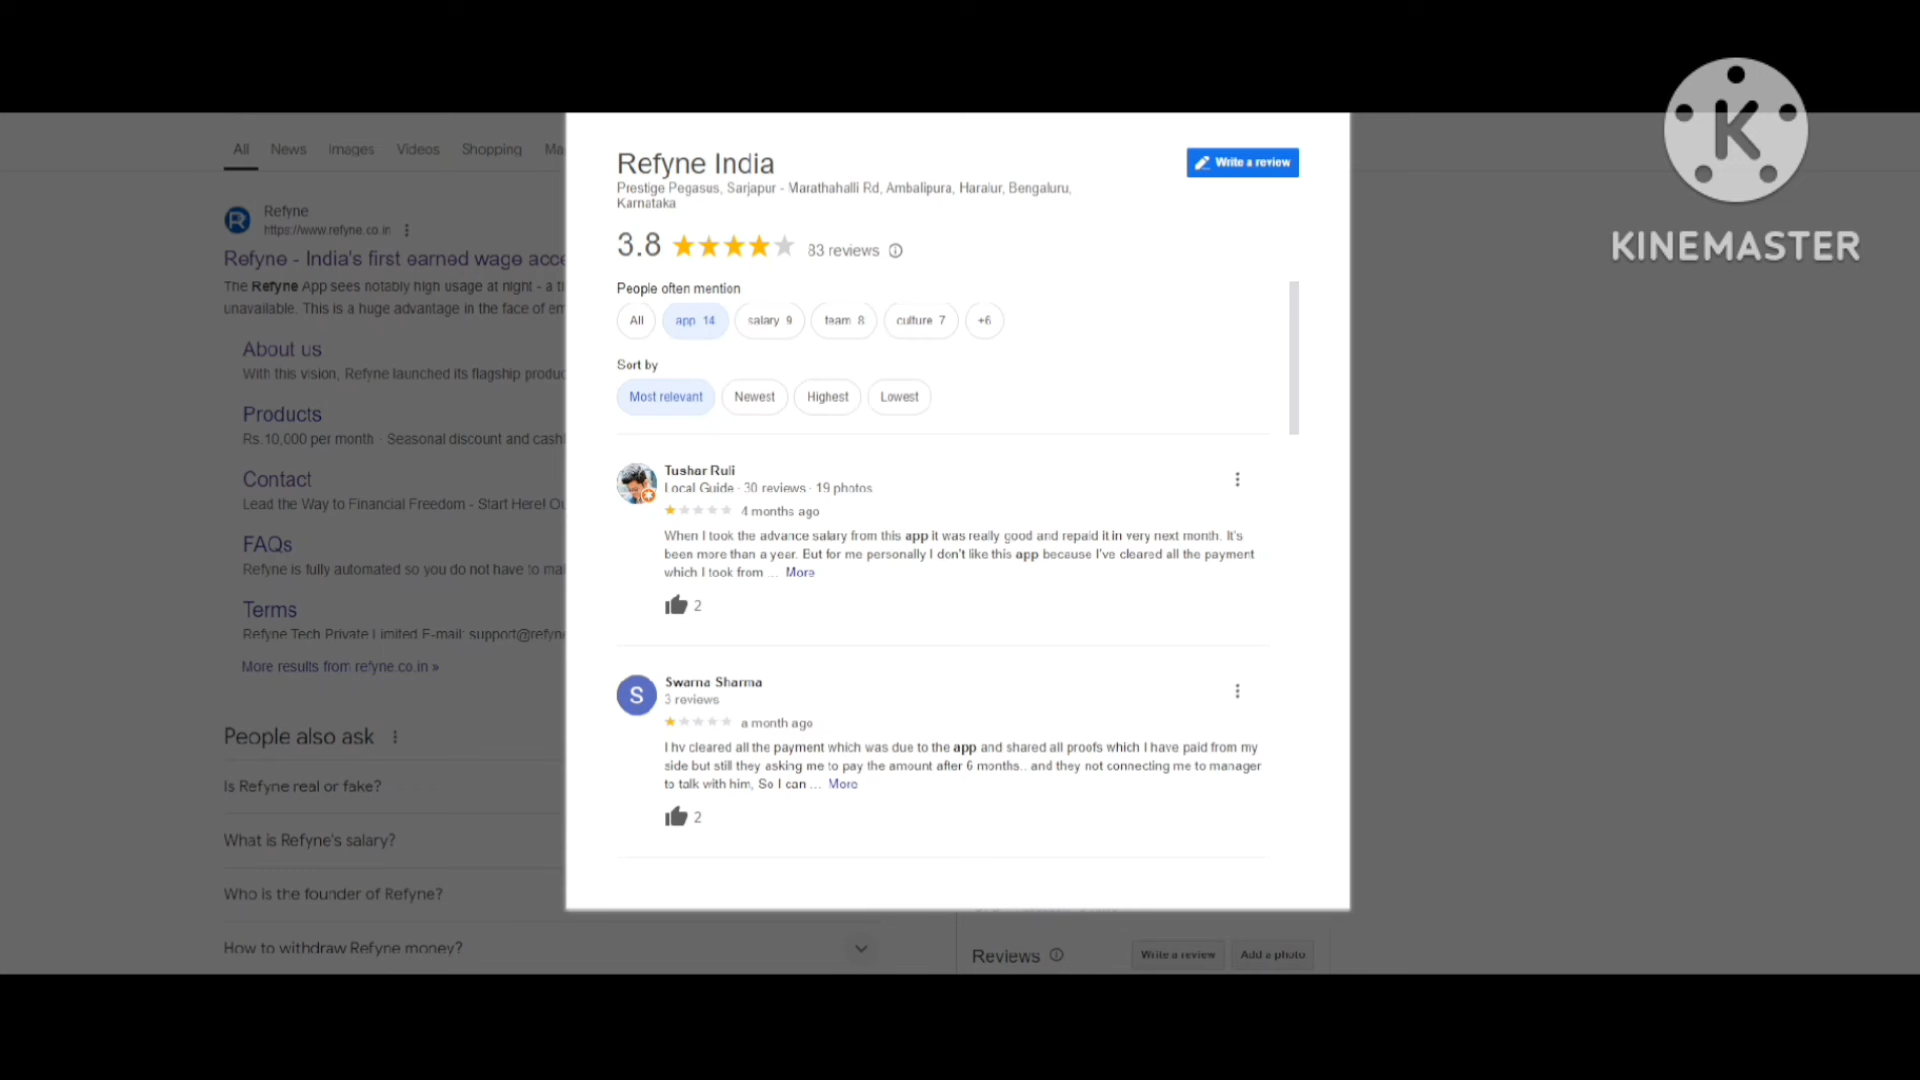 All News Images Videos Shopping Ma
Refyne
https://www.refyne.co.in
Refyne - India's first earned wage acce
The Refyne App sees notably high usage at night - a ti
unavailable. This is a huge advantage in the face of em
About us
With this vision, Refyne launched its flagship produc
Products
Rs.10,000 per month · Seasonal discount and cash
Contact
Lead the Way to Financial Freedom - Start Here! Ou
FAQs
Refyne is fully automated so you do not have to ma
Terms
Refyne Tech Private Limited E-mail: support@refyne
More results from refyne.co.in »
People also ask
Is Refyne real or fake?
What is Refyne's salary?
Who is the founder of Refyne?
How to withdraw Refyne money?
Refyne India
Write a review
Prestige Pegasus, Sarjapur - Marathahalli Rd, Ambalipura, Haralur, Bengaluru,
Karnataka
3.8 83 reviews
People often mention
All app 14 salary 9 team 8 culture 7 +6
Sort by
Most relevant Newest Highest Lowest
Tushar Ruli
Local Guide · 30 reviews · 19 photos
4 months ago
When I took the advance salary from this app it was really good and repaid it in very next month. It's
been more than a year. But for me personally I don't like this app because I've cleared all the payment
which I took from ... More
2
S
Swarna Sharma
3 reviews
a month ago
I hv cleared all the payment which was due to the app and shared all proofs which I have paid from my
side but still they asking me to pay the amount after 6 months.. and they not connecting me to manager
to talk with him, So I can ... More
2
Reviews Write a review Add a photo
K
KINEMASTER